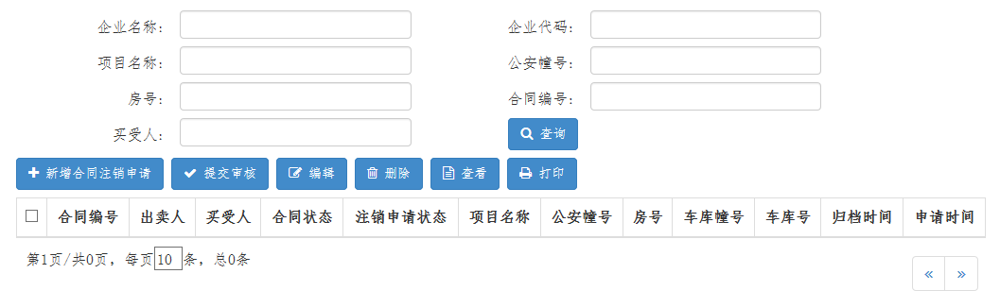 企业名称： 企业代码：
项目名称： 公安幢号：
房号： 合同编号：
买受人： 查询
新增合同注销申请 提交审核 编辑 删除 查看 打印
合同编号 出卖人 买受人 合同状态 注销申请状态 项目名称 公安幢号 房号 车库幢号 车库号 归档时间 申请时间
第1页/共0页，每页10条，总0条
« »